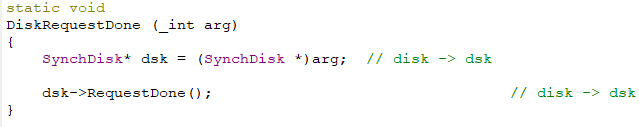 static void
DiskRequestDone (_int arg)
{
SynchDisk* dsk = (SynchDisk *)arg; // disk -> dsk
dsk->RequestDone(); // disk -> dsk
}